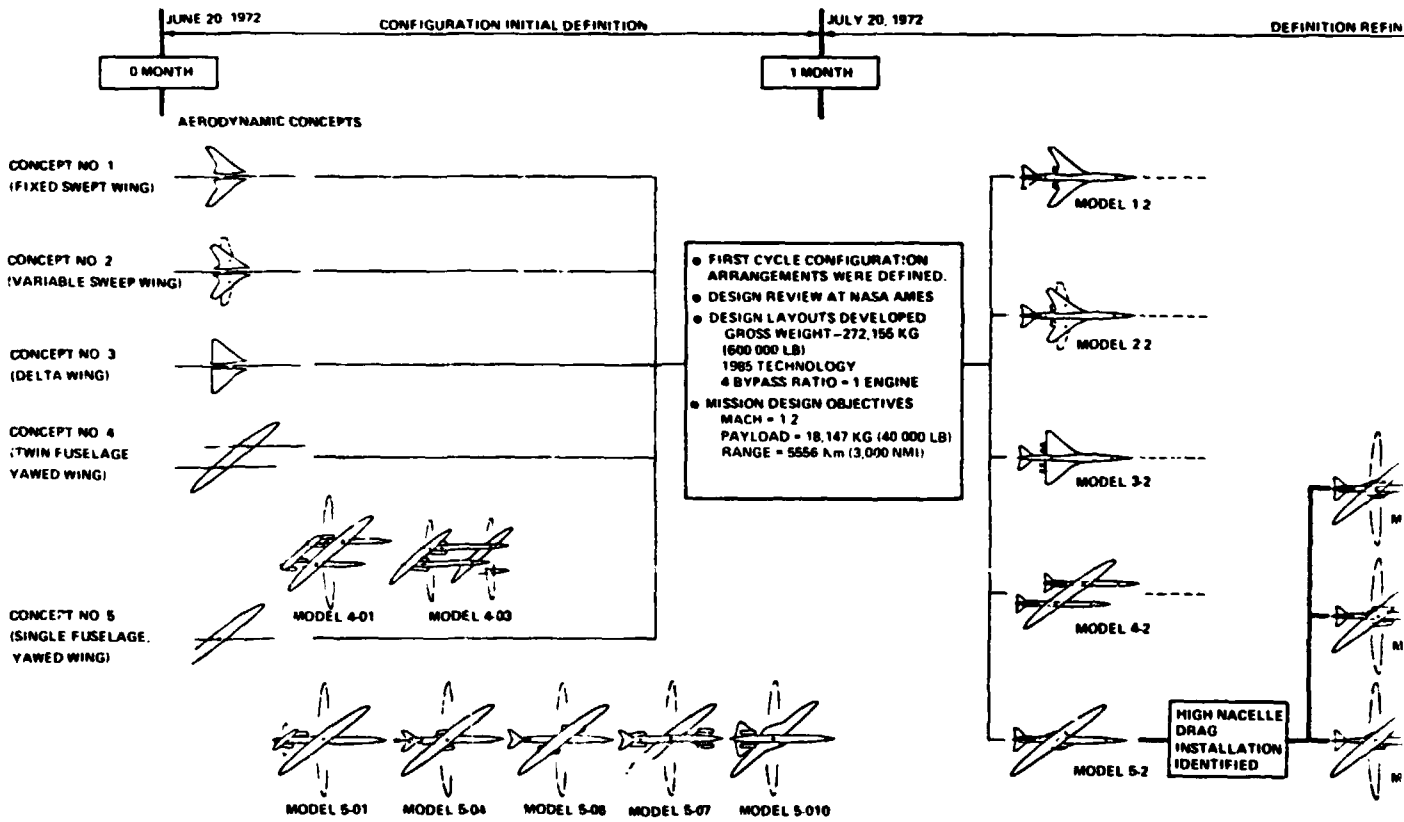 JUNE 20 1972
CONFIGURATION INITIAL DEFINITION
JULY 20, 1972
DEFINITION REFIN
0 MONTH
1 MONTH
AERODYNAMIC CONCEPTS
CONCEPT NO 1
(FIXED SWEPT WING)
CONCEPT NO. 2
(VARIABLE SWEEP WING)
CONCEPT NO. 3
(DELTA WING)
CONCEPT NO. 4
(TWIN FUSELAGE
YAWED WING)
MODEL 4-01
MODEL 4-03
CONCEPT NO 5
(SINGLE FUSELAGE,
YAWED WING)
MODEL 5-01
MODEL 5-04
MODEL 5-06
MODEL 5-07
MODEL 5-010
● FIRST CYCLE CONFIGURATION
ARRANGEMENTS WERE DEFINED.
● DESIGN REVIEW AT NASA AMES
● DESIGN LAYOUTS DEVELOPED
GROSS WEIGHT -272,155 KG
(600 000 LB)
1985 TECHNOLOGY
4 BYPASS RATIO = 1 ENGINE
● MISSION DESIGN OBJECTIVES
MACH = 1 2
PAYLOAD = 18,147 KG (40 000 LB)
RANGE = 5556 Km (3,000 NMI)
MODEL 1 2
MODEL 2 2
MODEL 3-2
MODEL 4-2
MODEL 5-2
HIGH NACELLE
DRAG
INSTALLATION
IDENTIFIED
M
M
M